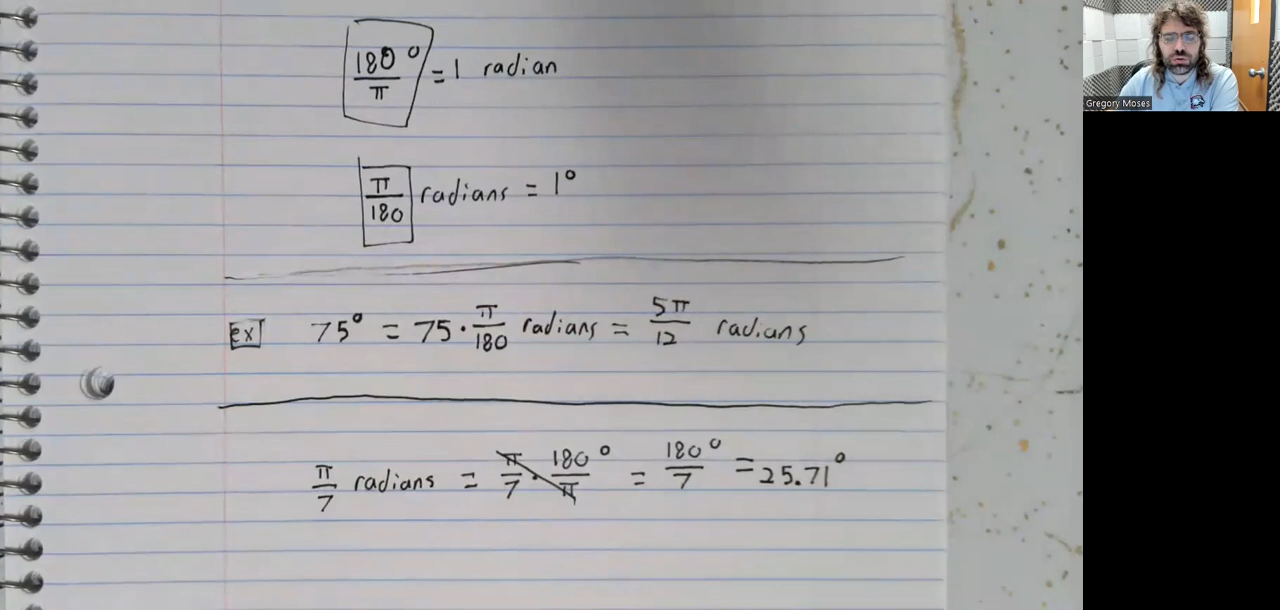 180°/π = 1 radian
π/180 radians = 1°
ex 75° = 75 · π/180 radians = 5π/12 radians
π/7 radians = π/7 · 180°/π = 180°/7 = 25.71°
Gregory Moses